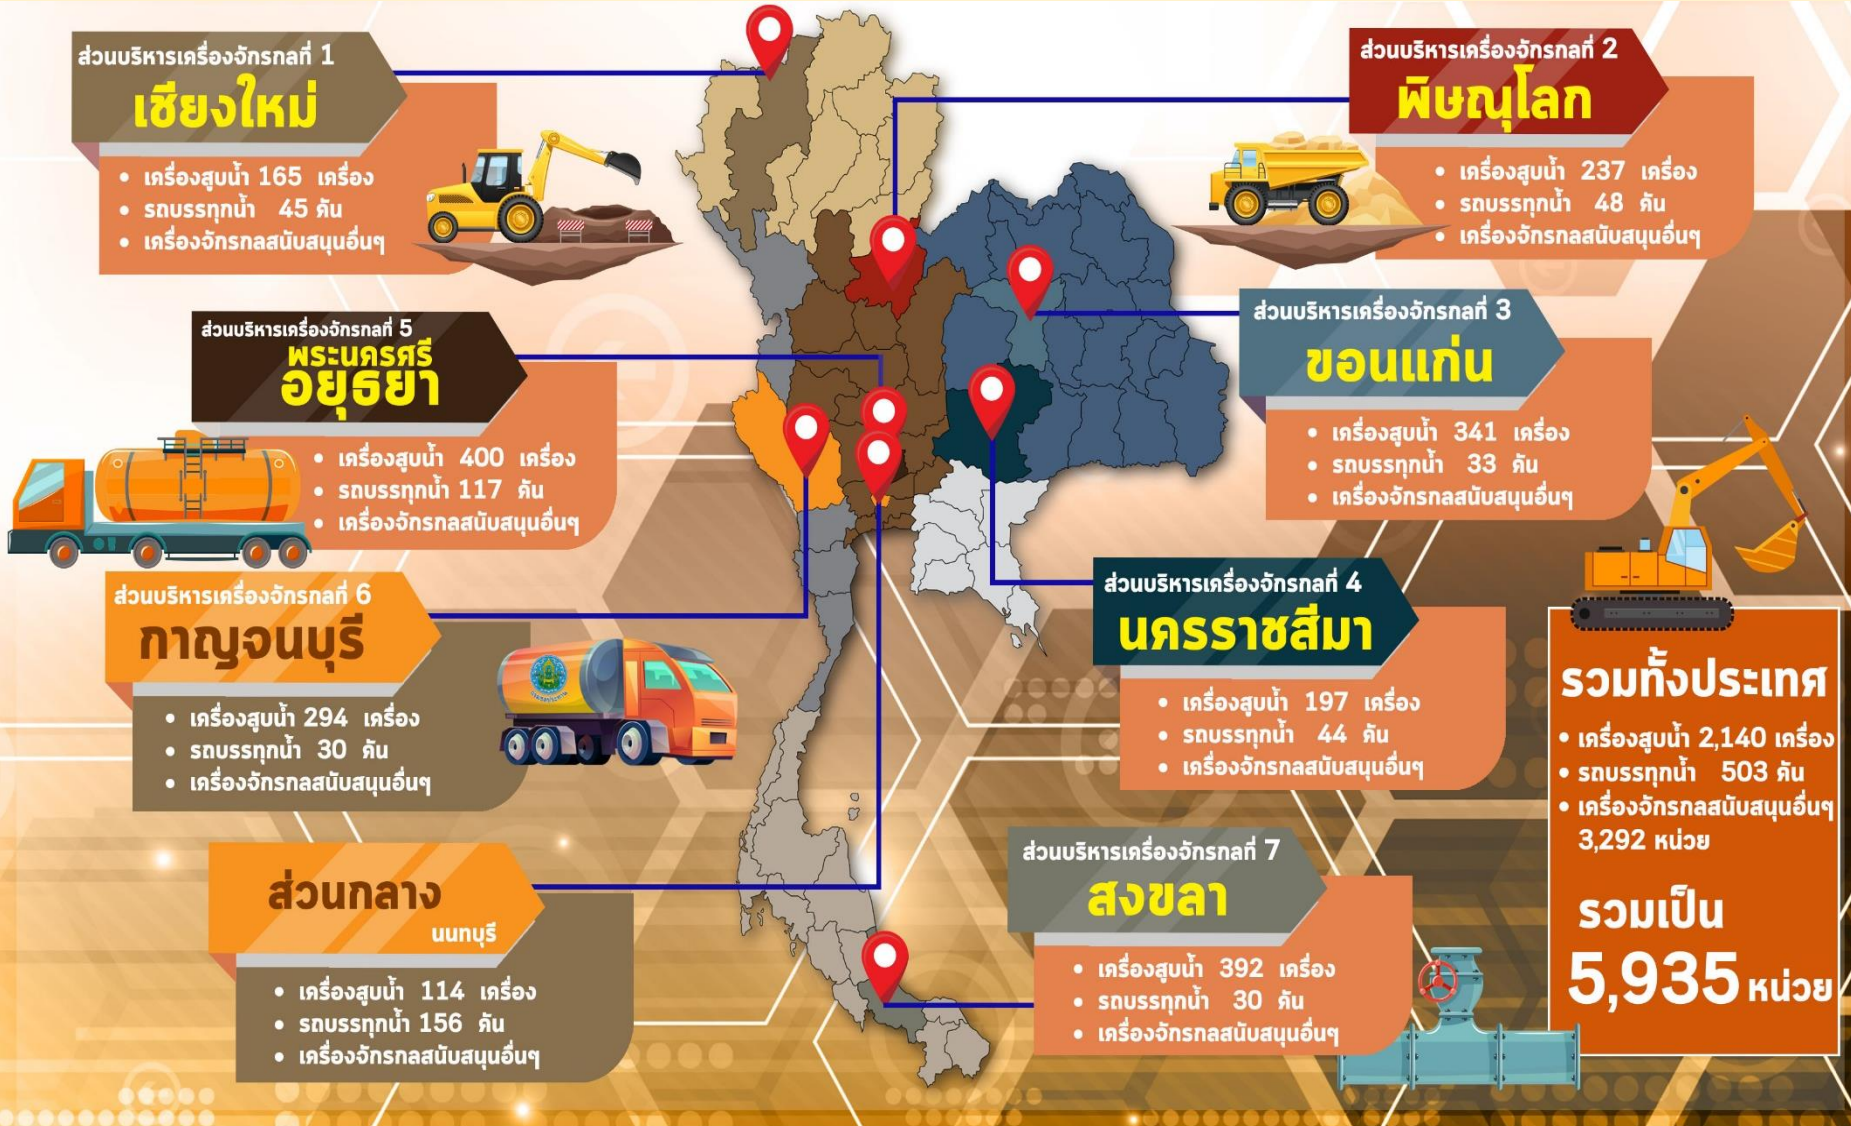 ส่วนบริหารเครื่องจักรกลที่ 1
เชียงใหม่
• เครื่องสูบน้ำ 165 เครื่อง
• รถบรรทุกน้ำ 45 คัน
• เครื่องจักรกลสนับสนุนอื่นๆ
ส่วนบริหารเครื่องจักรกลที่ 2
พิษณุโลก
• เครื่องสูบน้ำ 237 เครื่อง
• รถบรรทุกน้ำ 48 คัน
• เครื่องจักรกลสนับสนุนอื่นๆ
ส่วนบริหารเครื่องจักรกลที่ 5
พระนครศรี
อยุธยา
• เครื่องสูบน้ำ 400 เครื่อง
• รถบรรทุกน้ำ 117 คัน
• เครื่องจักรกลสนับสนุนอื่นๆ
ส่วนบริหารเครื่องจักรกลที่ 3
ขอนแก่น
• เครื่องสูบน้ำ 341 เครื่อง
• รถบรรทุกน้ำ 33 คัน
• เครื่องจักรกลสนับสนุนอื่นๆ
ส่วนบริหารเครื่องจักรกลที่ 6
กาญจนบุรี
• เครื่องสูบน้ำ 294 เครื่อง
• รถบรรทุกน้ำ 30 คัน
• เครื่องจักรกลสนับสนุนอื่นๆ
ส่วนบริหารเครื่องจักรกลที่ 4
นครราชสีมา
• เครื่องสูบน้ำ 197 เครื่อง
• รถบรรทุกน้ำ 44 คัน
• เครื่องจักรกลสนับสนุนอื่นๆ
ส่วนกลาง
นนทบุรี
• เครื่องสูบน้ำ 114 เครื่อง
• รถบรรทุกน้ำ 156 คัน
• เครื่องจักรกลสนับสนุนอื่นๆ
ส่วนบริหารเครื่องจักรกลที่ 7
สงขลา
• เครื่องสูบน้ำ 392 เครื่อง
• รถบรรทุกน้ำ 30 คัน
• เครื่องจักรกลสนับสนุนอื่นๆ
รวมทั้งประเทศ
• เครื่องสูบน้ำ 2,140 เครื่อง
• รถบรรทุกน้ำ 503 คัน
• เครื่องจักรกลสนับสนุนอื่นๆ
3,292 หน่วย
รวมเป็น
5,935 หน่วย